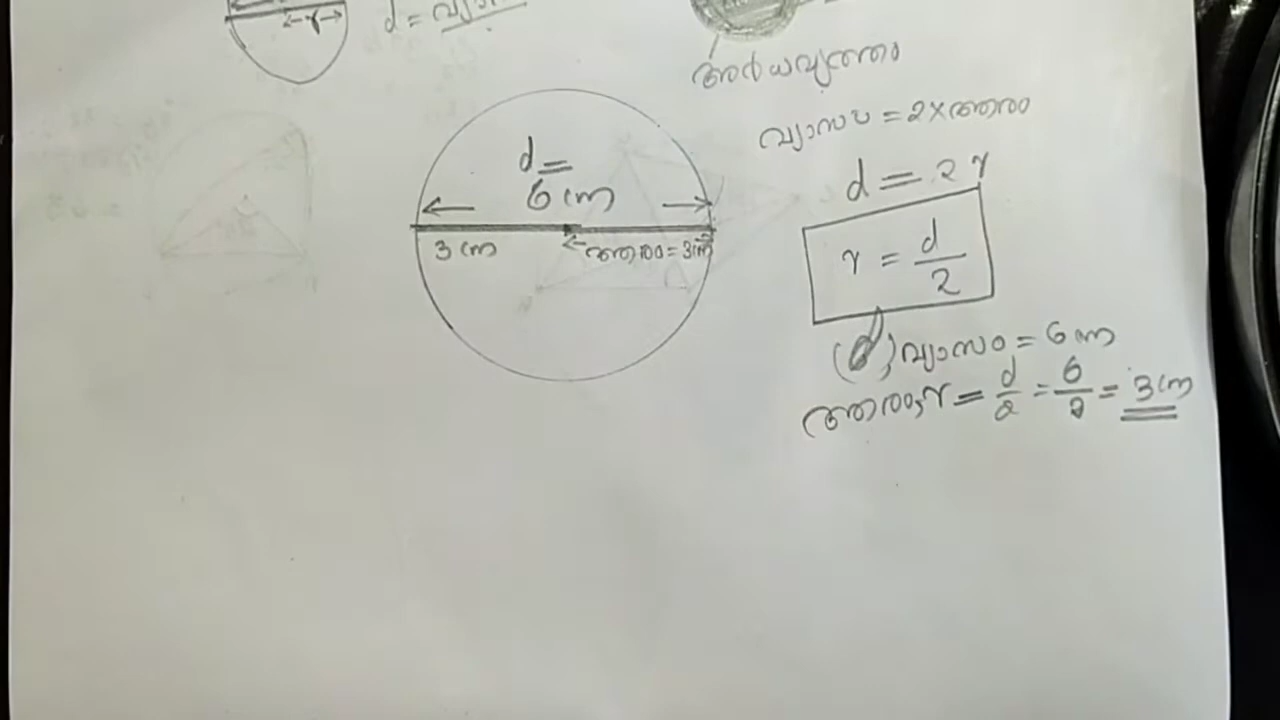 r
d = വ്യാസം
അർധവൃത്തം
വ്യാസം = 2×ആരം
d = 2r
d =
6 cm
3 cm
ആരം = 3cm
r = d/2
(d) വ്യാസം = 6 cm
ആരം, r = d/2 = 6/2 = 3 cm